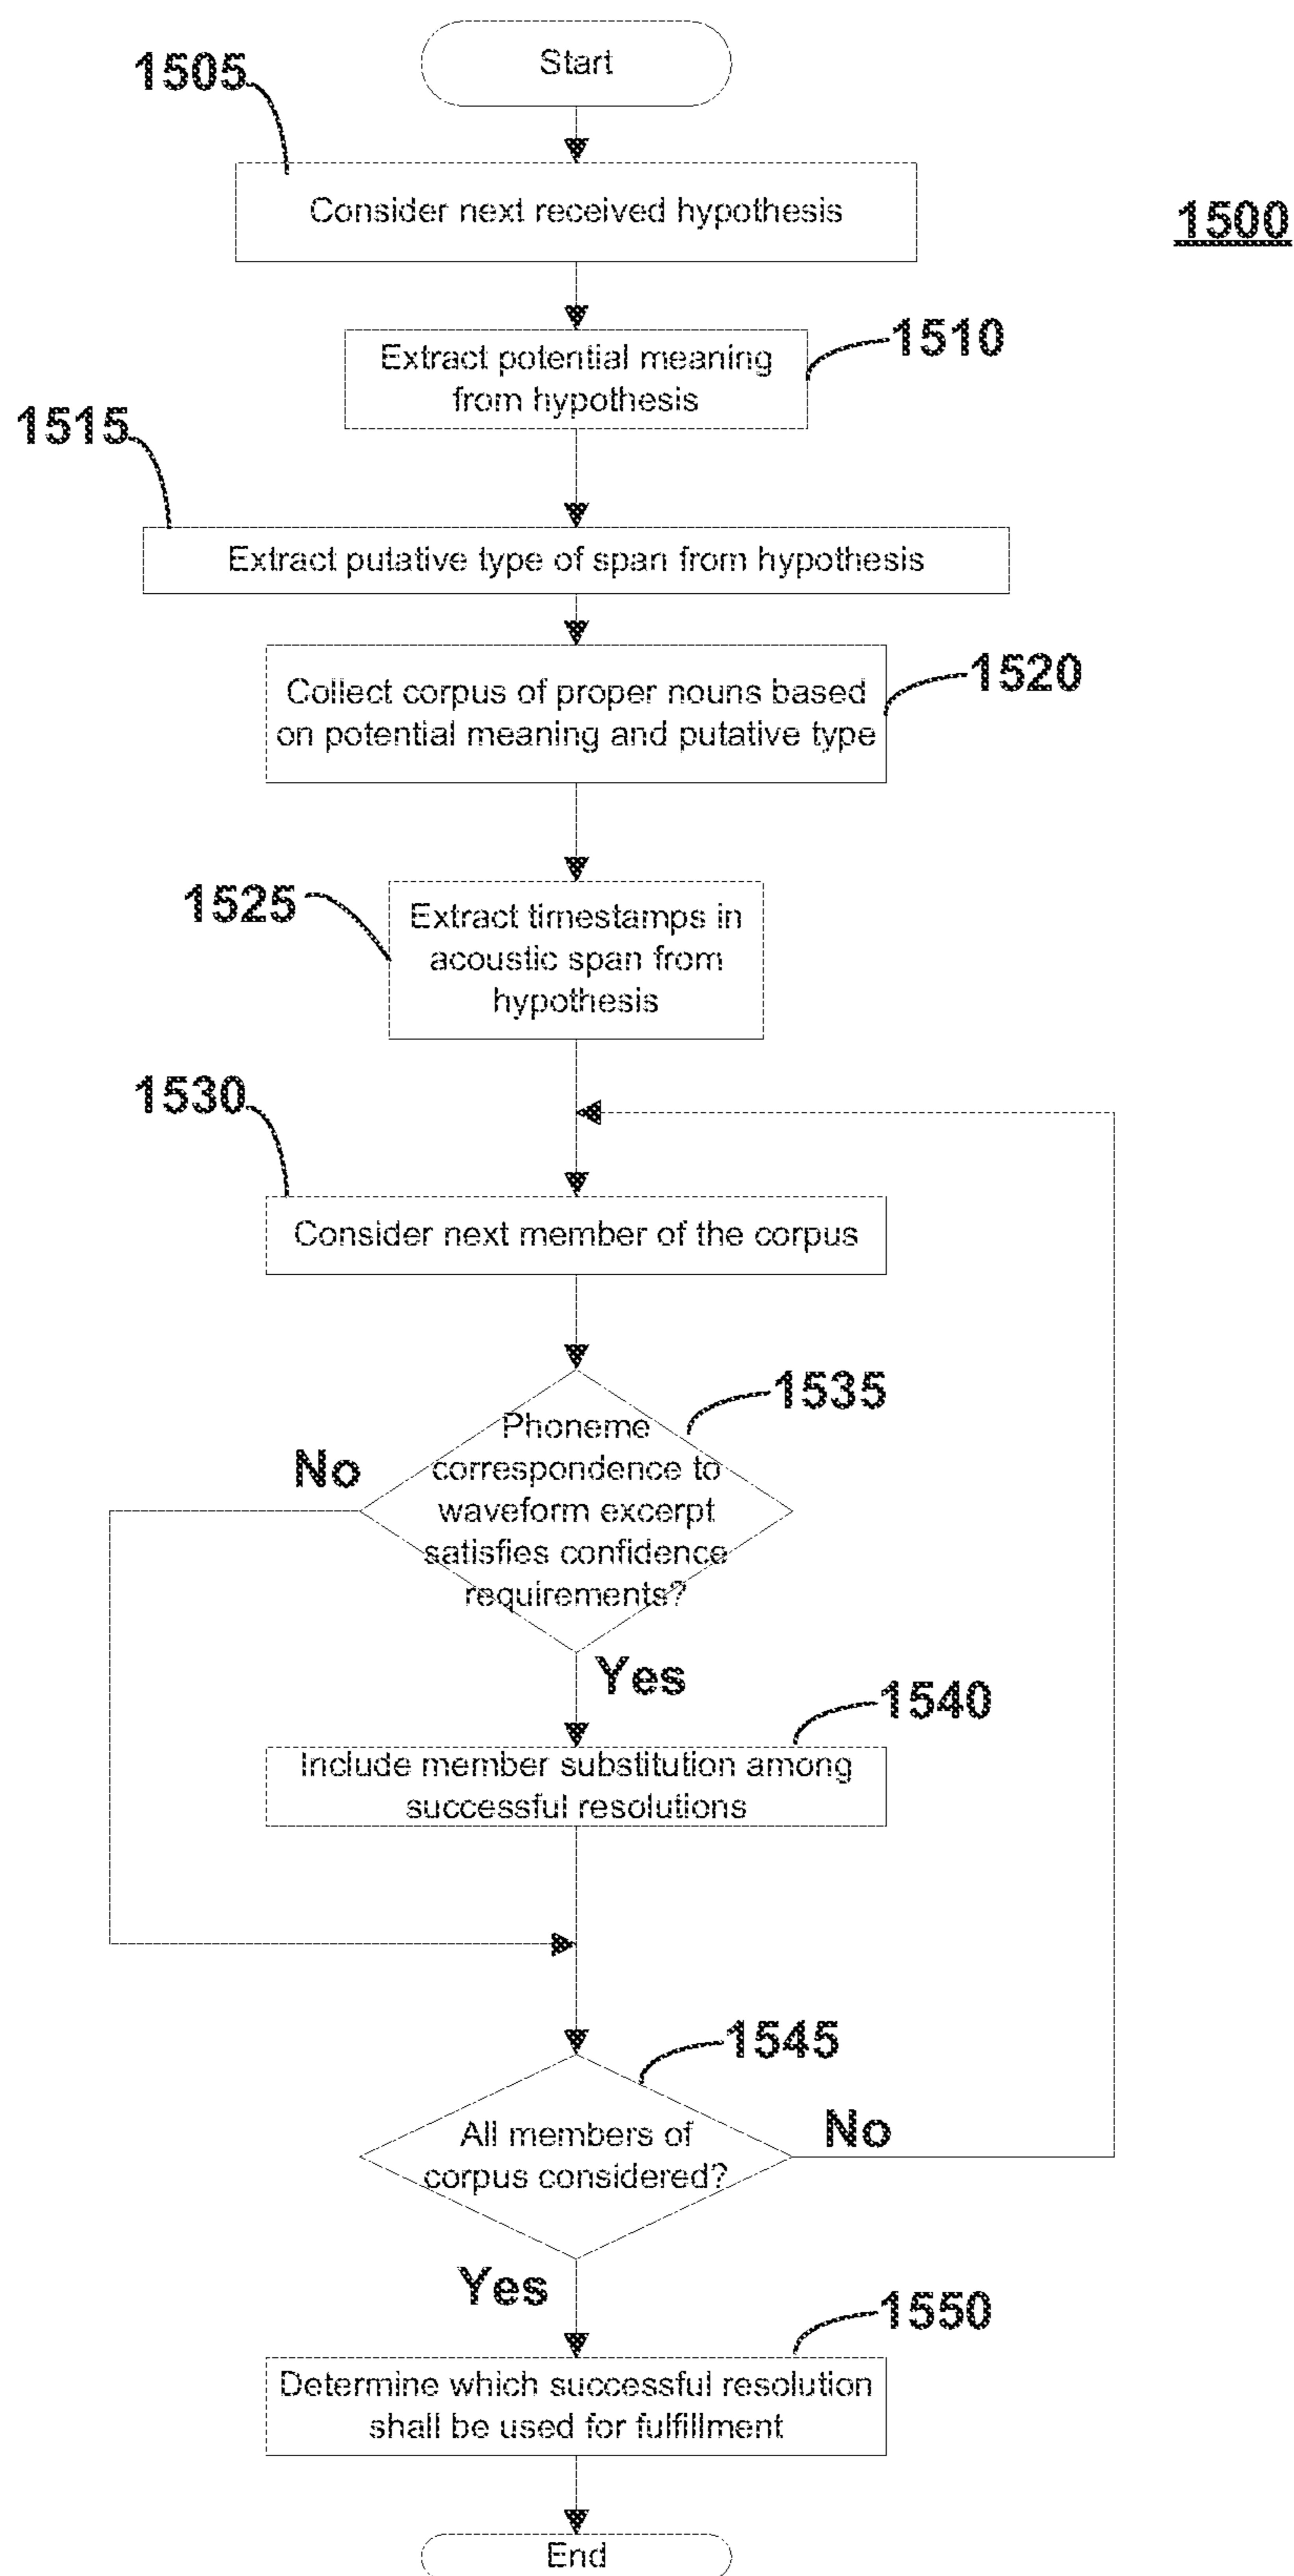 Start
1505
Consider next received hypothesis
1500
1510
Extract potential meaning
from hypothesis
1515
Extract putative type of span from hypothesis
1520
Collect corpus of proper nouns based
on potential meaning and putative type
1525
Extract timestamps in
acoustic span from
hypothesis
1530
Consider next member of the corpus
1535
No
Phoneme
correspondence to
waveform excerpt
satisfies confidence
requirements?
Yes
1540
Include member substitution among
successful resolutions
1545
No
All members of
corpus considered?
Yes
1550
Determine which successful resolution
shall be used for fulfillment
End